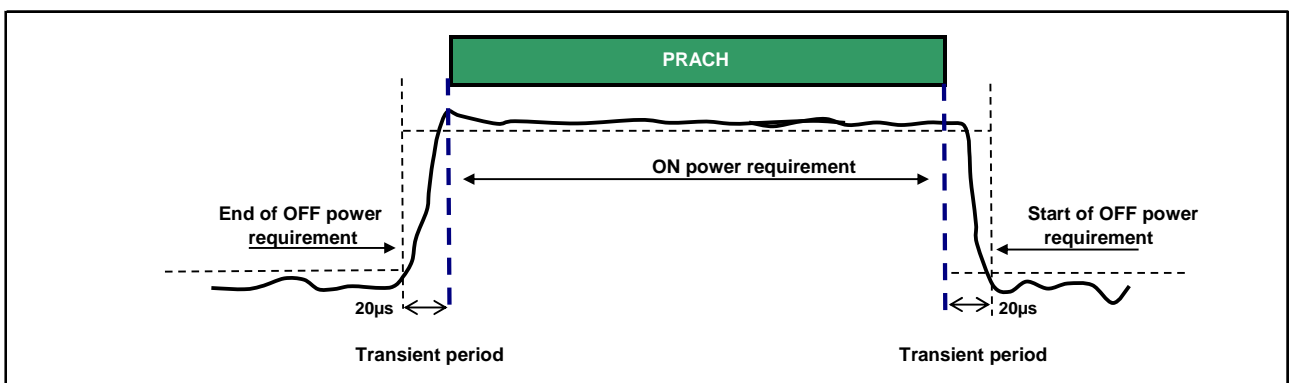 PRACH
ON power requirement
End of OFF power
requirement
Start of OFF power
requirement
20µs
20µs
Transient period
Transient period